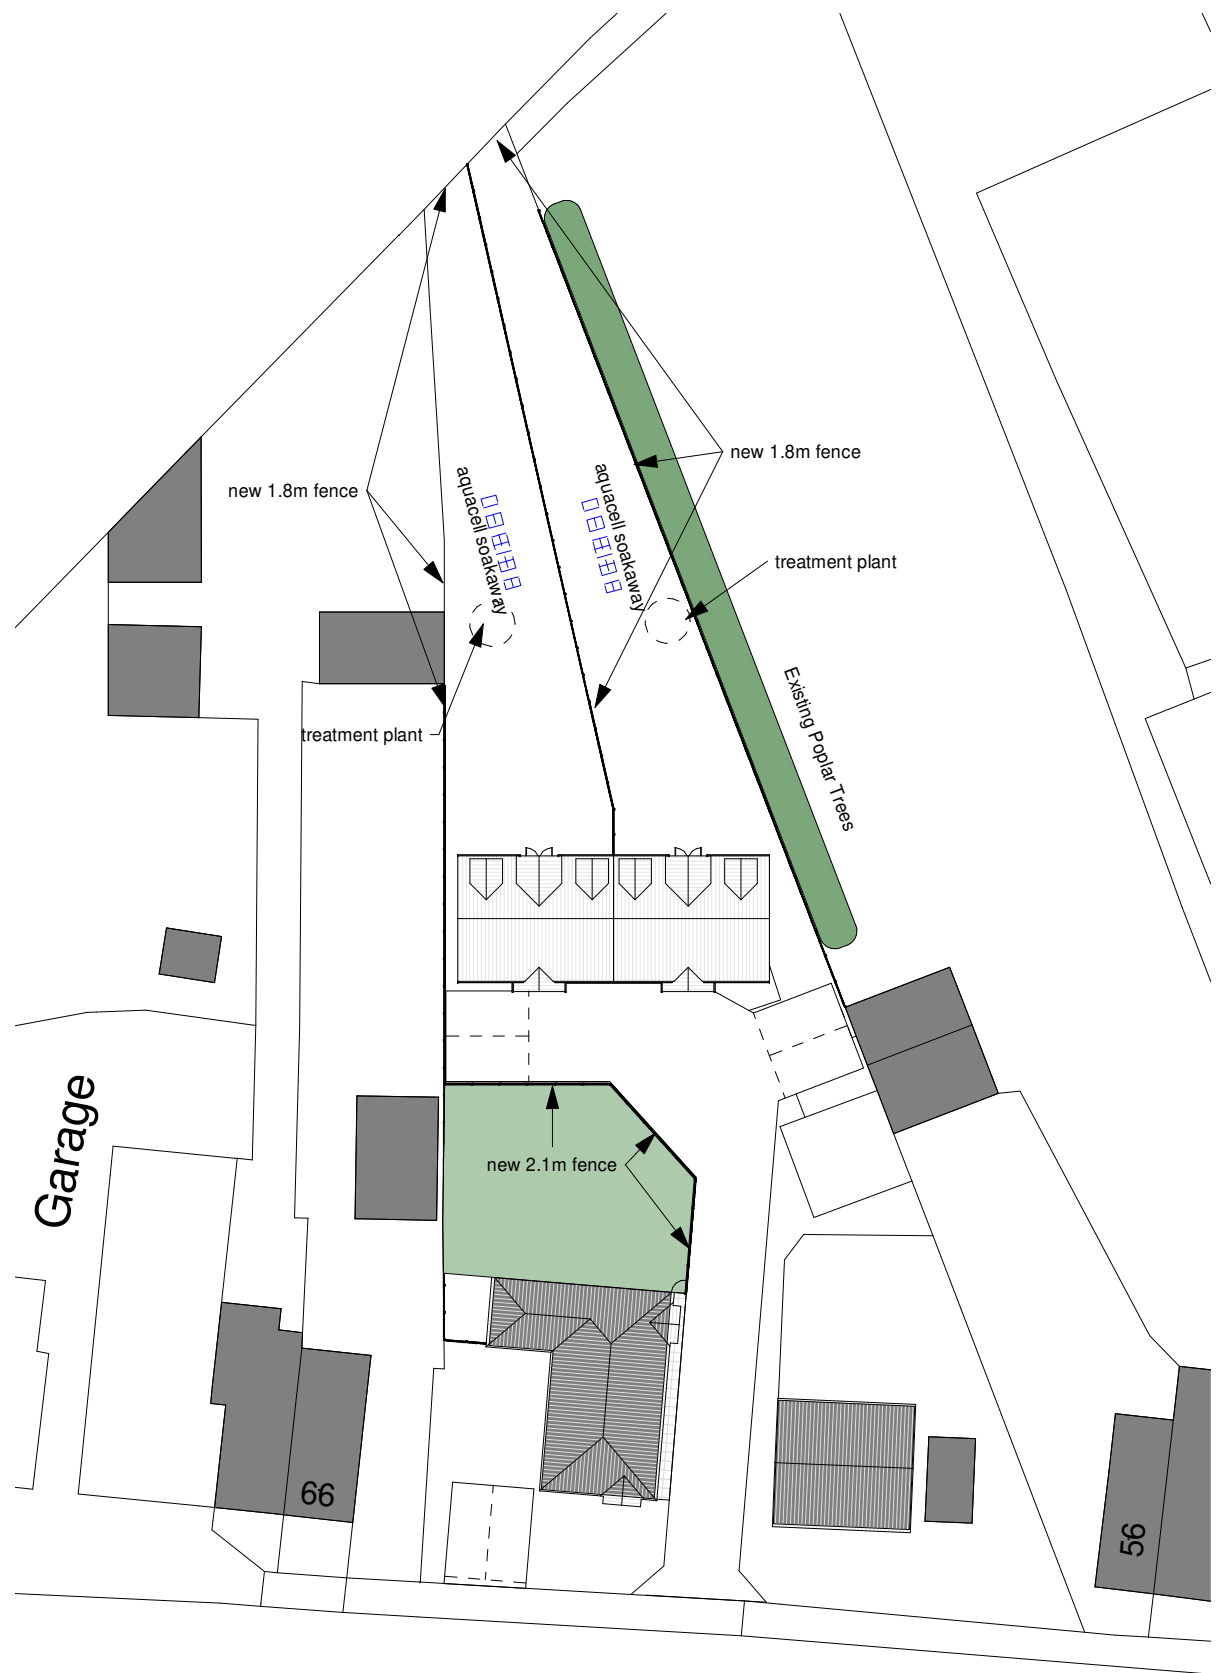 new 1.8m fence
new 1.8m fence
aquacell soakaway
aquacell soakaway
treatment plant
Existing Poplar Trees
treatment plant
Garage
new 2.1m fence
66
56